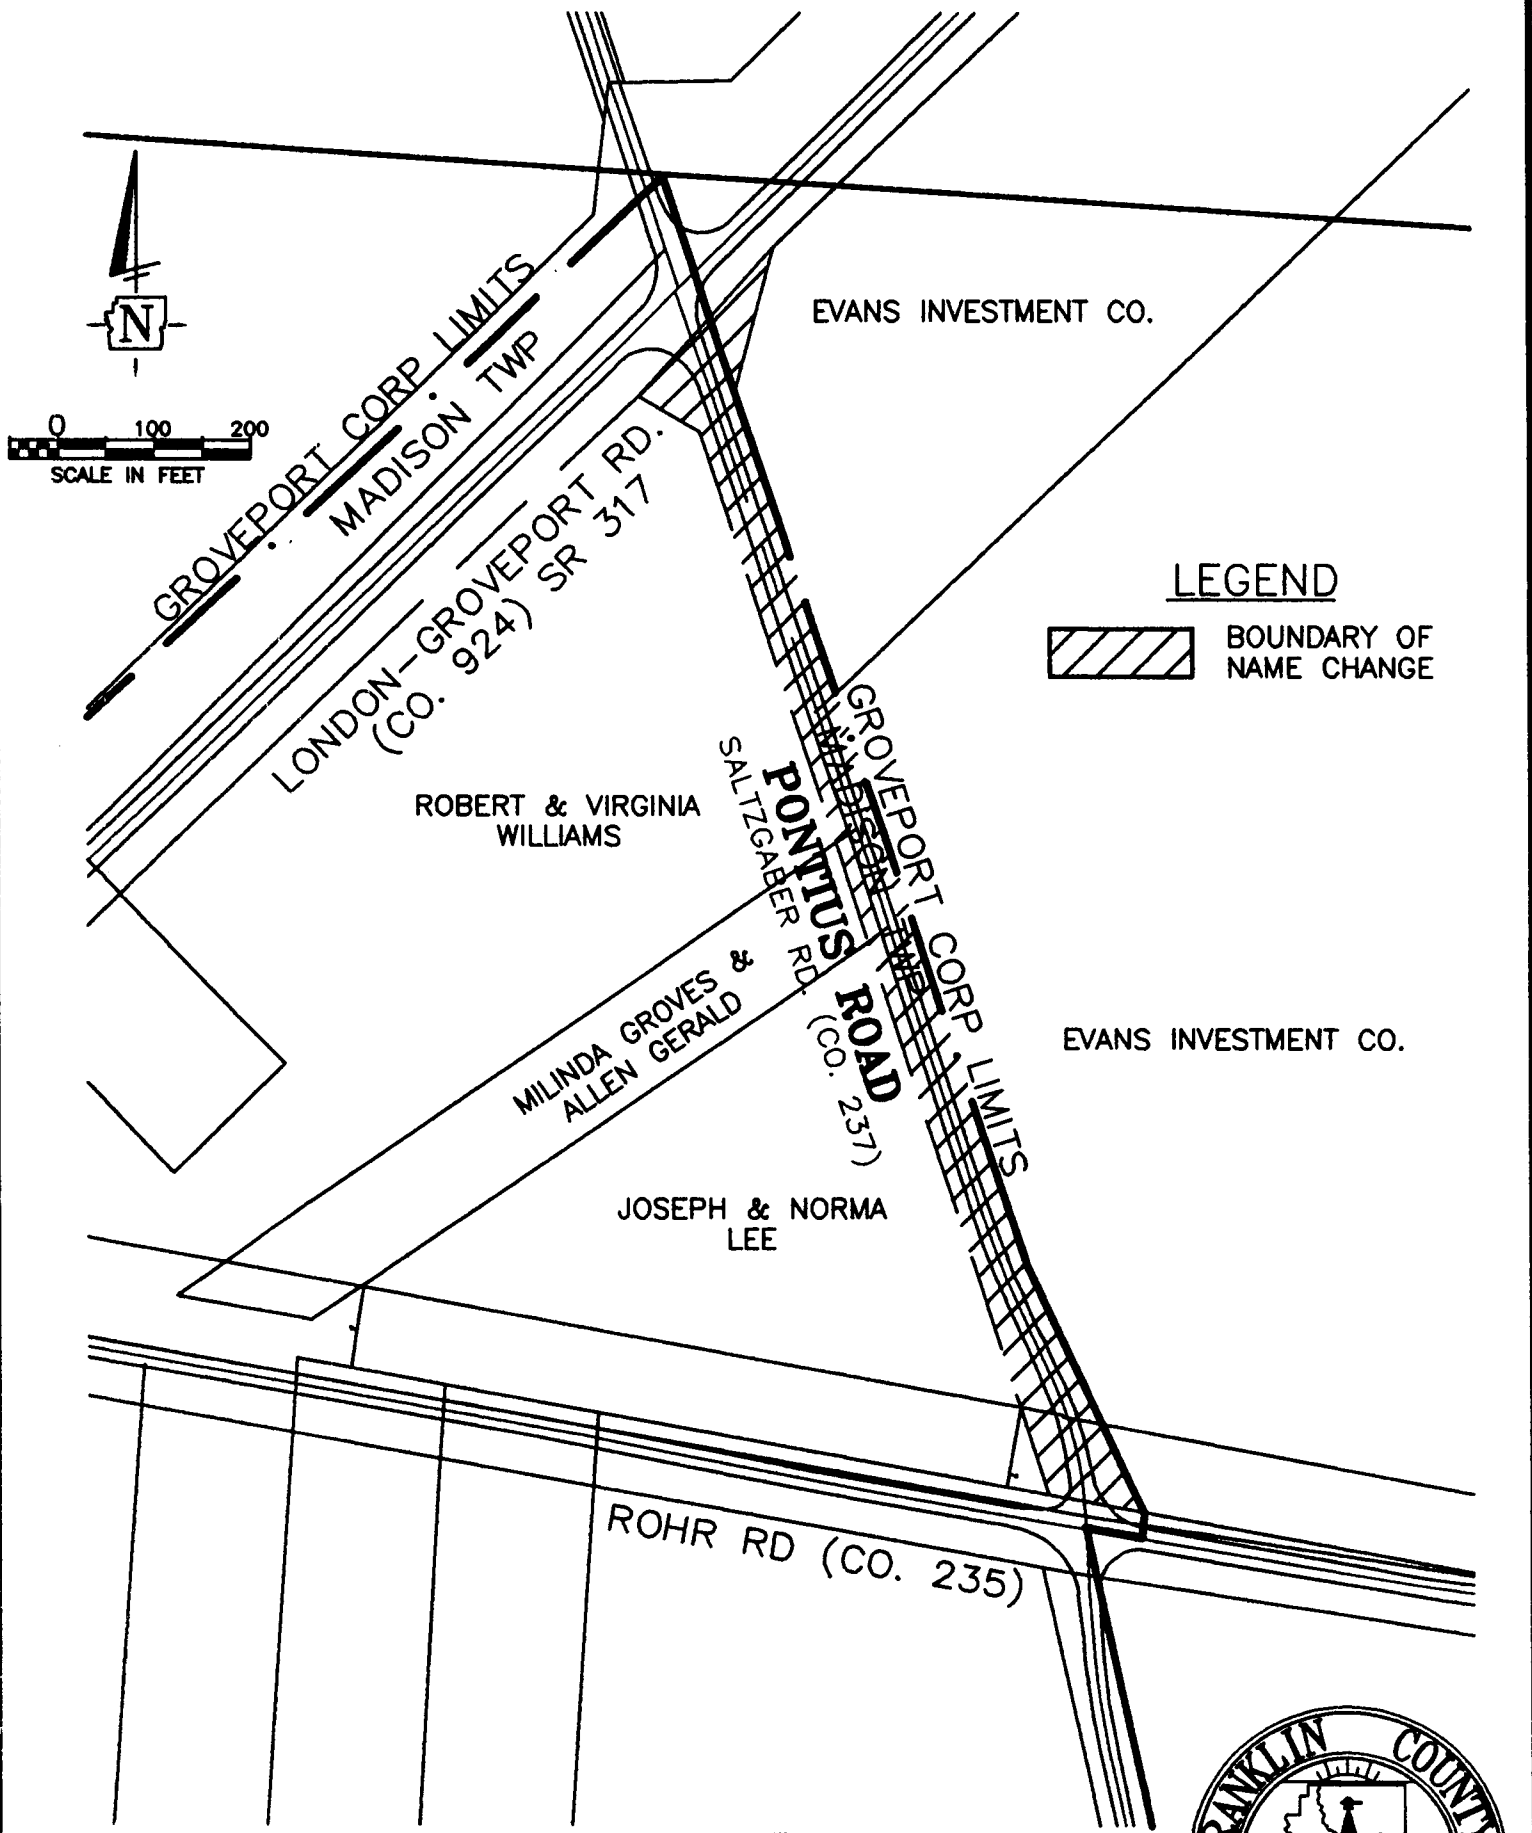 N
EVANS INVESTMENT CO.
GROVEPORT CORP LIMITS
MADISON TWP
0 100 200
SCALE IN FEET
LONDON-GROVEPORT RD.
(CO. 924) SR 317
LEGEND
BOUNDARY OF
NAME CHANGE
ROBERT & VIRGINIA
WILLIAMS
GROVEPORT CORP LIMITS
MADISON TWP
PONTIUS ROAD
SALTZGABER RD. (CO. 237)
MILINDA GROVES &
ALLEN GERALD
EVANS INVESTMENT CO.
JOSEPH & NORMA
LEE
ROHR RD (CO. 235)
FRANKLIN COUNTY